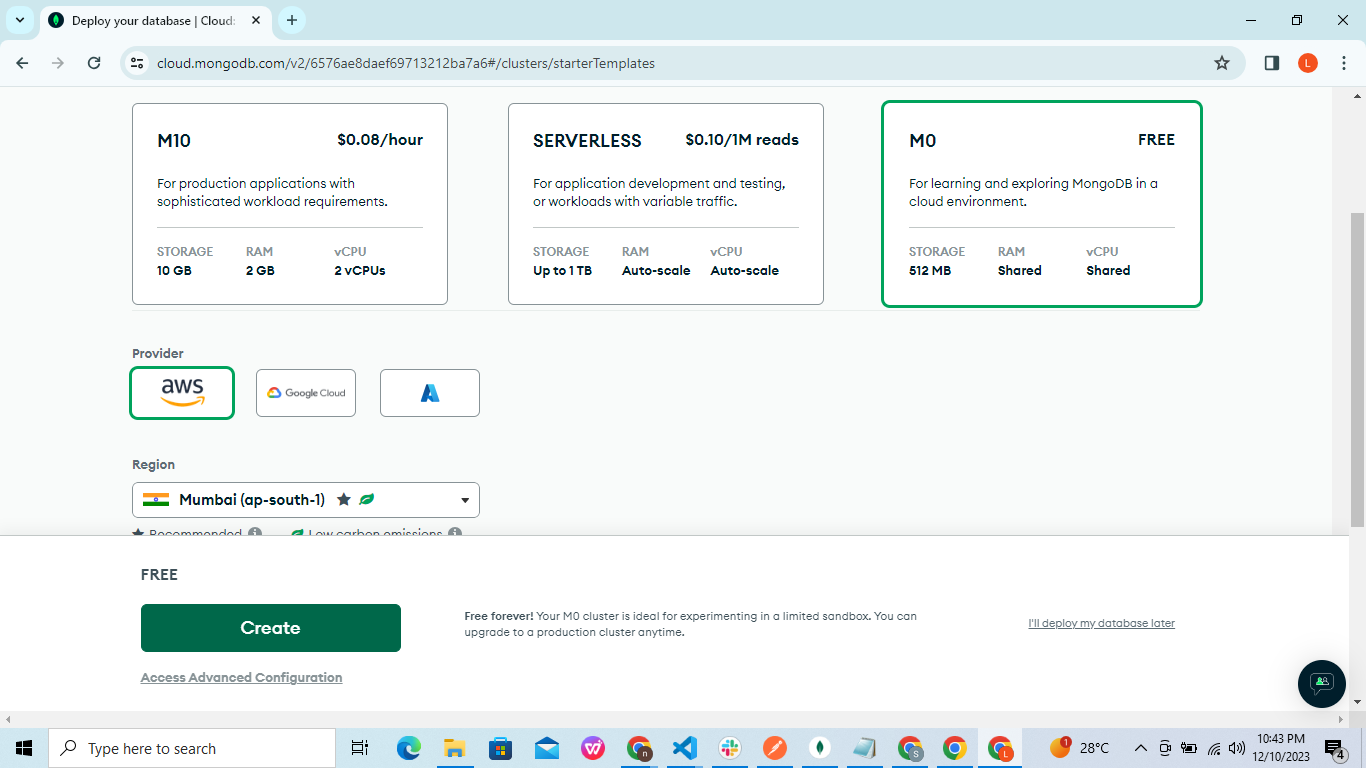 Deploy your database | Clouds
cloud.mongodb.com/v2/6576ae8daef69713212ba7a6#/clusters/starterTemplates
L
M10 $0.08/hour
For production applications with
sophisticated workload requirements.
STORAGE RAM vCPU
10 GB 2 GB 2 vCPUs
SERVERLESS $0.10/1M reads
For application development and testing,
or workloads with variable traffic.
STORAGE RAM vCPU
Up to 1 TB Auto-scale Auto-scale
M0 FREE
For learning and exploring MongoDB in a
cloud environment.
STORAGE RAM vCPU
512 MB Shared Shared
Provider
aws Google Cloud
Region
Mumbai (ap-south-1)
Recommended Low carbon emissions
FREE
Create
Free forever! Your M0 cluster is ideal for experimenting in a limited sandbox. You can
upgrade to a production cluster anytime.
I'll deploy my database later
Access Advanced Configuration
Type here to search
n
S
L
1
28°C
10:43 PM
12/10/2023
4